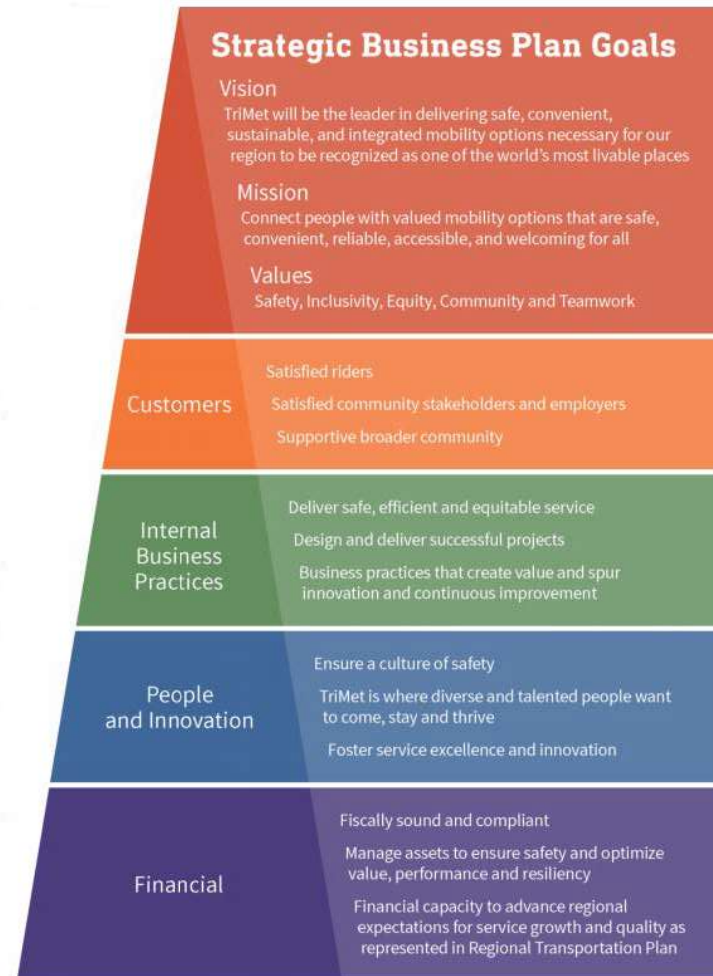 Strategic Business Plan Goals
Vision
TriMet will be the leader in delivering safe, convenient,
sustainable, and integrated mobility options necessary for our
region to be recognized as one of the world's most livable places
Mission
Connect people with valued mobility options that are safe,
convenient, reliable, accessible, and welcoming for all
Values
Safety, Inclusivity, Equity, Community and Teamwork
Customers
Satisfied riders
Satisfied community stakeholders and employers
Supportive broader community
Internal
Business
Practices
Deliver safe, efficient and equitable service
Design and deliver successful projects
Business practices that create value and spur
innovation and continuous improvement
People
and Innovation
Ensure a culture of safety
TriMet is where diverse and talented people want
to come, stay and thrive
Foster service excellence and innovation
Financial
Fiscally sound and compliant
Manage assets to ensure safety and optimize
value, performance and resiliency
Financial capacity to advance regional
expectations for service growth and quality as
represented in Regional Transportation Plan